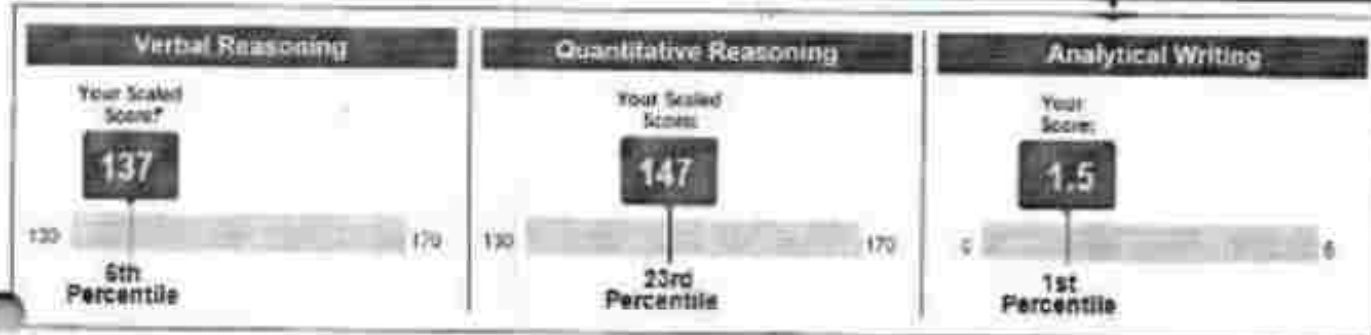 Verbal Reasoning
Your Scaled
Score:
137
130
170
6th
Percentile
Quantitative Reasoning
Your Scaled
Score:
147
130
170
23rd
Percentile
Analytical Writing
Your
Score:
1.5
0
6
1st
Percentile